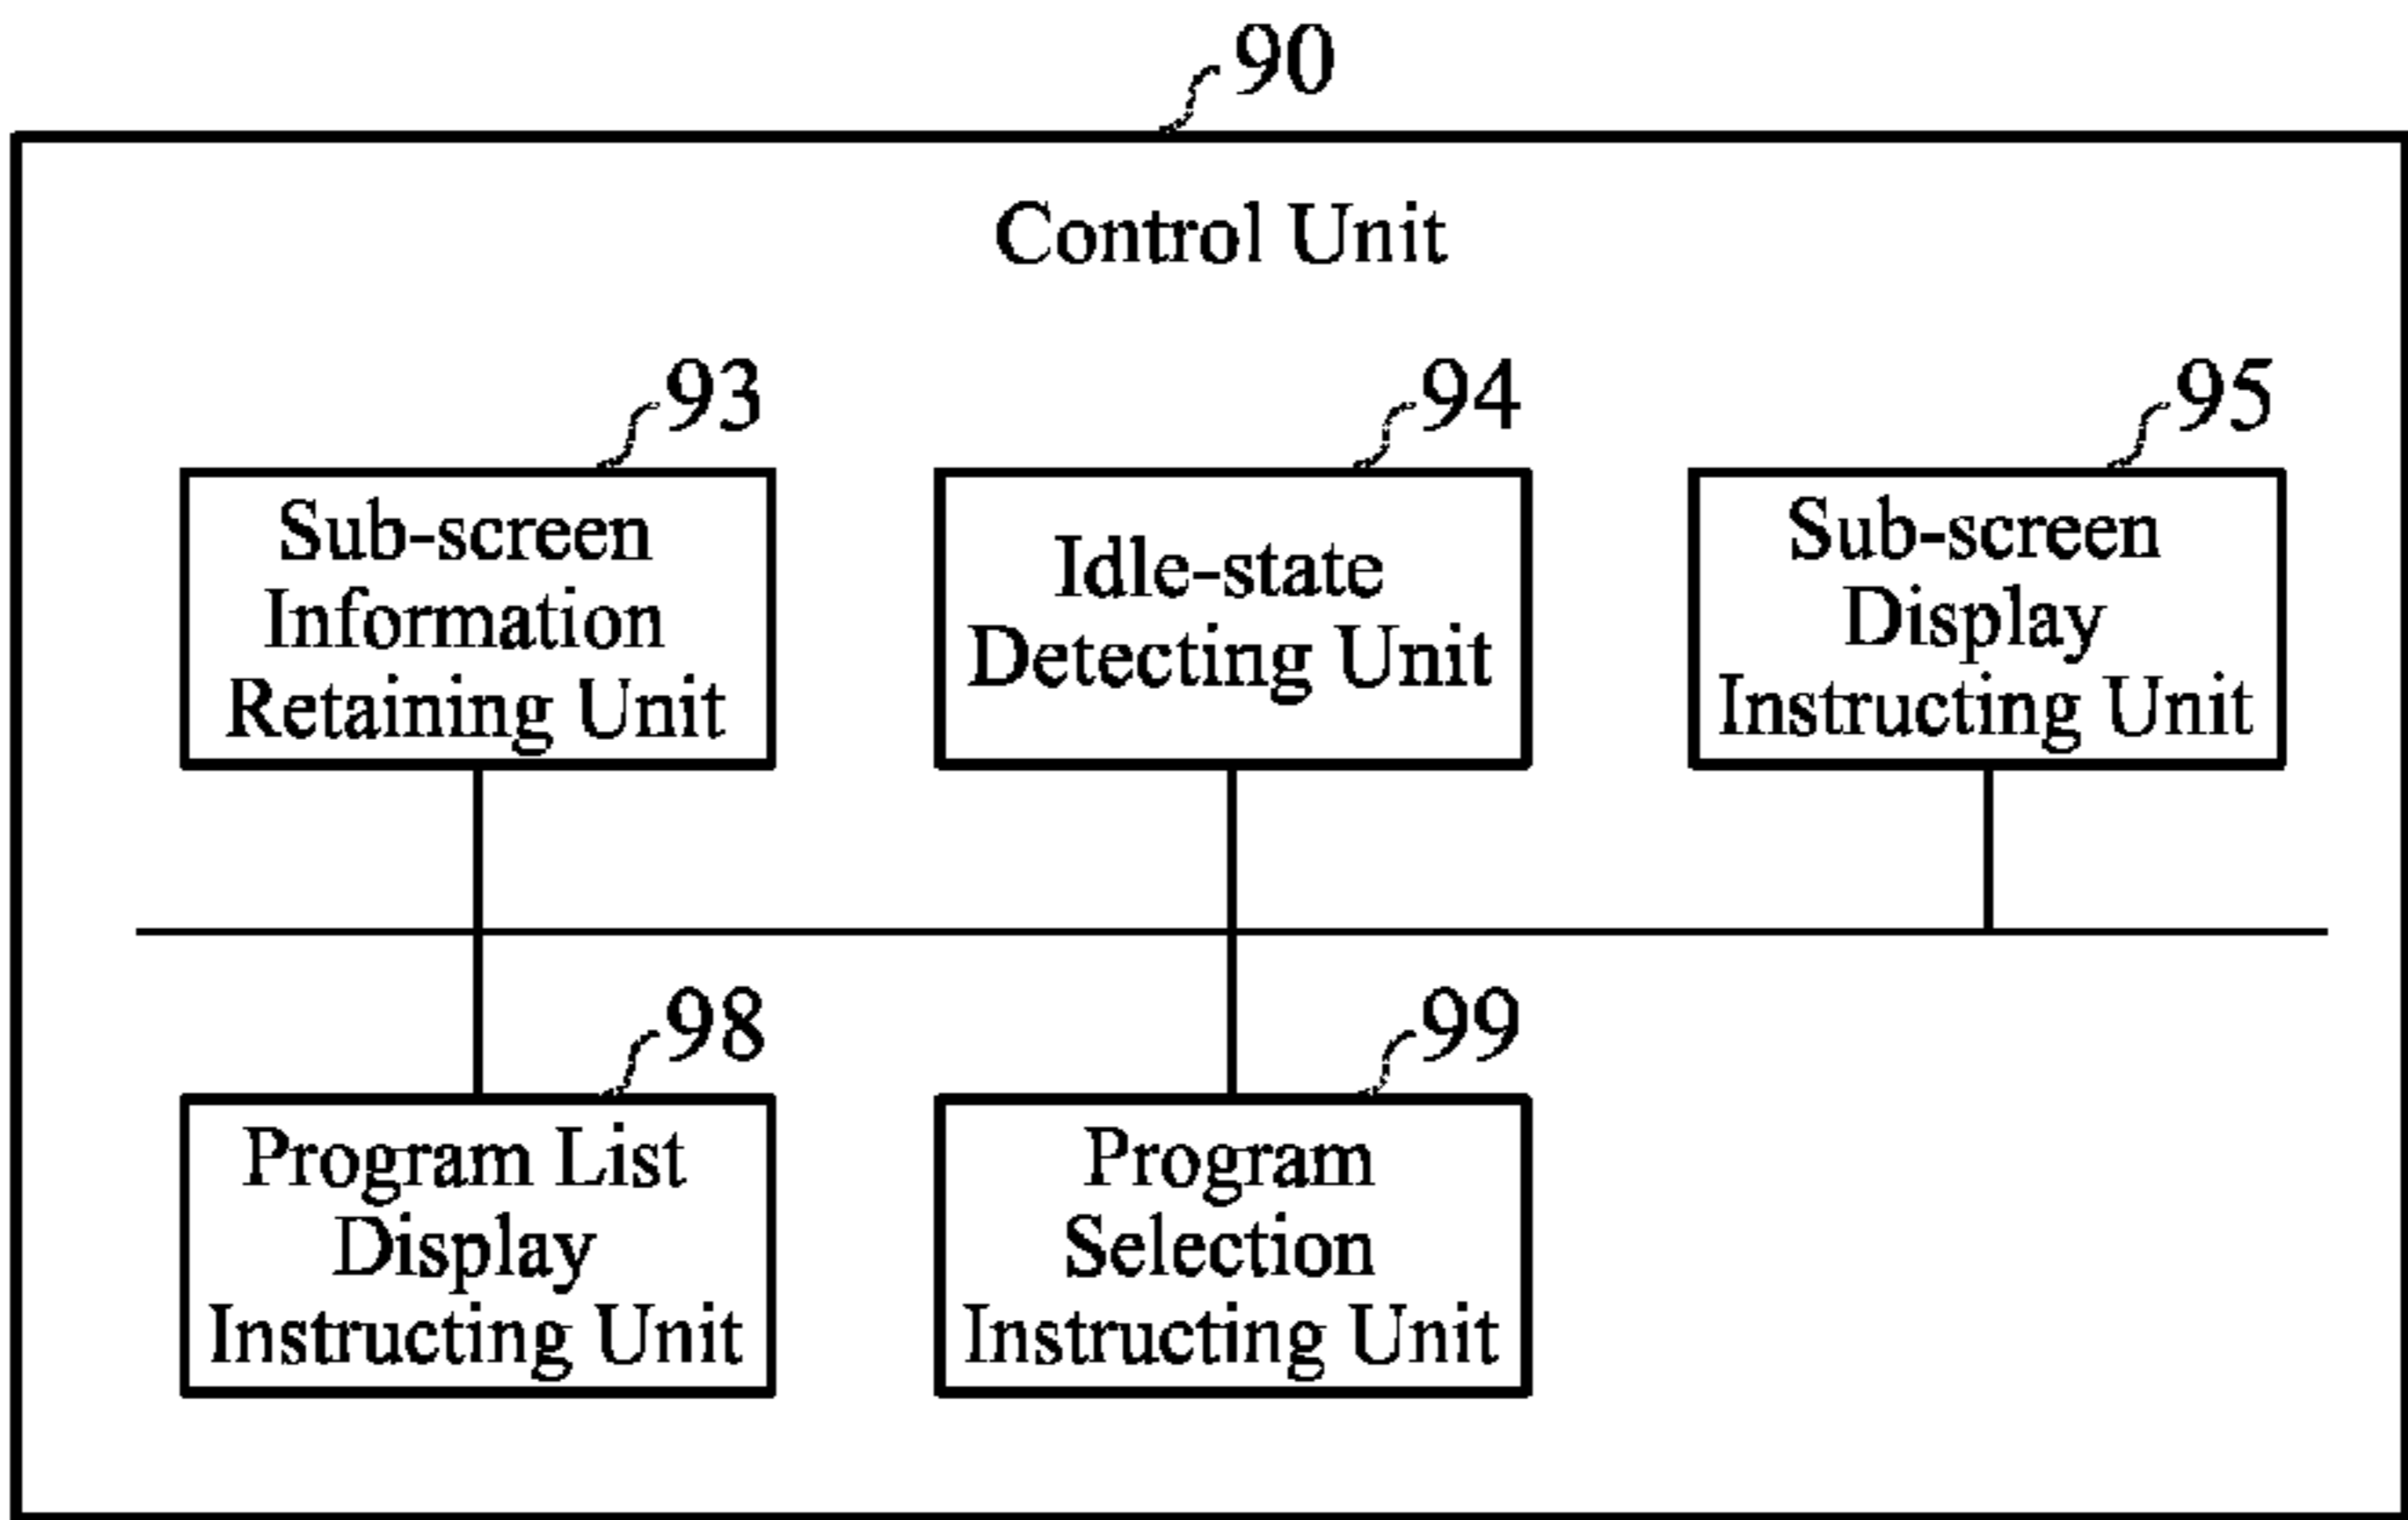 90
Control Unit
93
Sub-screen
Information
Retaining Unit
94
Idle-state
Detecting Unit
95
Sub-screen
Display
Instructing Unit
98
Program List
Display
Instructing Unit
99
Program
Selection
Instructing Unit